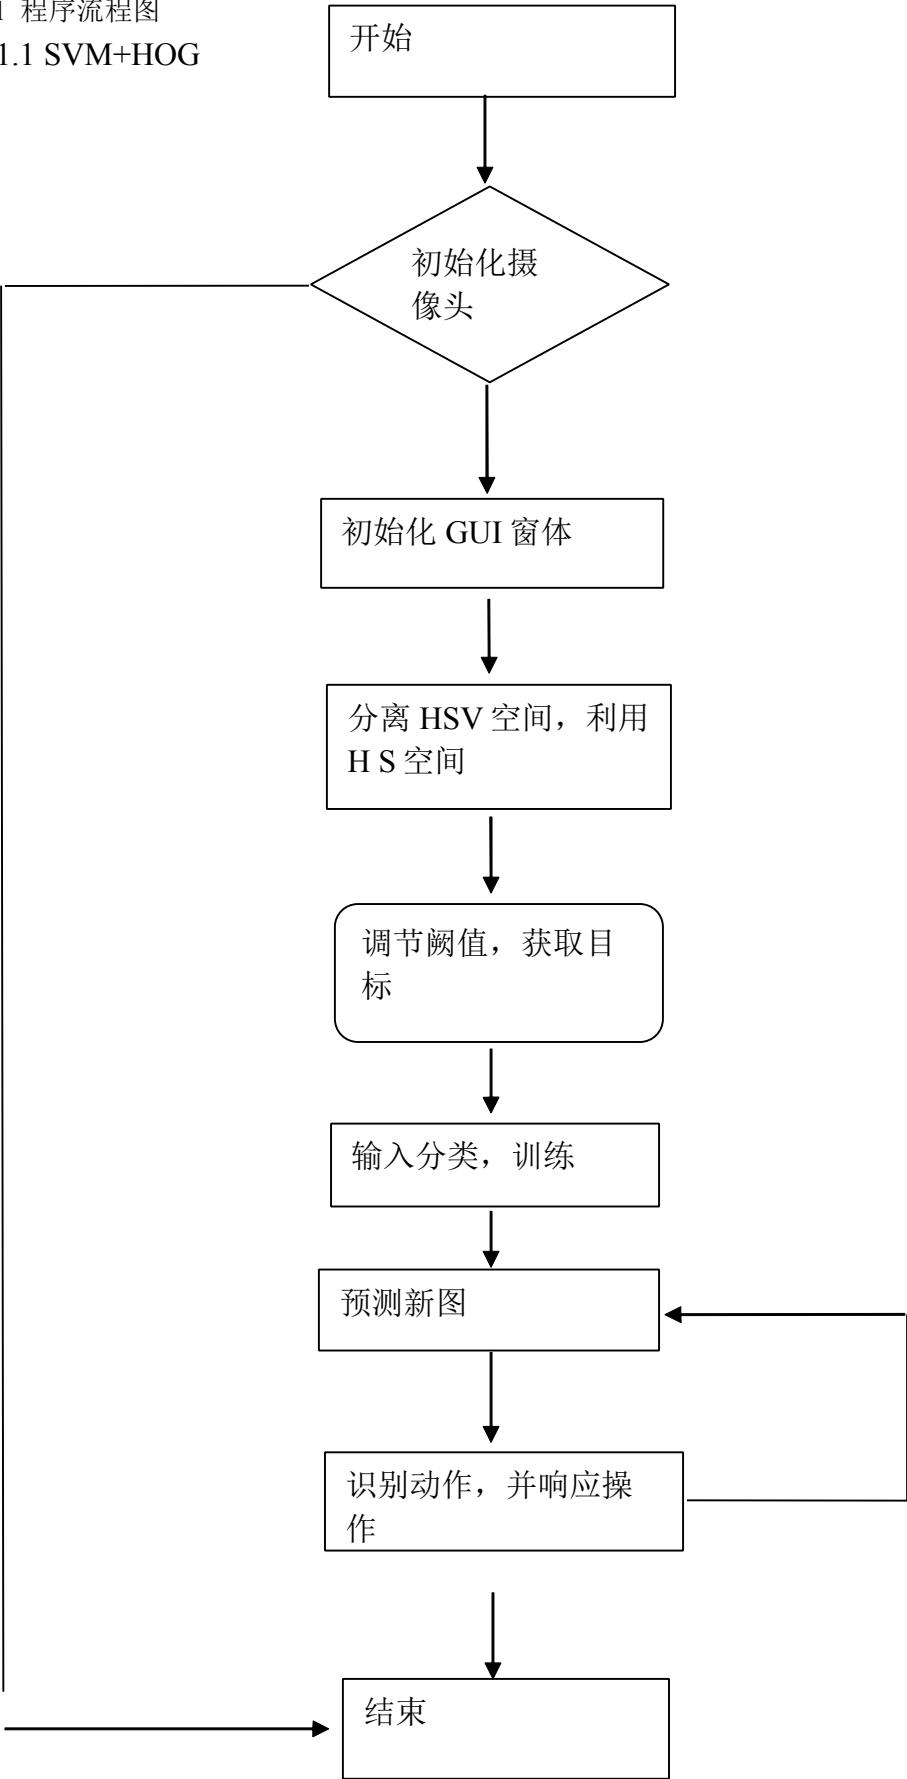 1 程序流程图
1.1 SVM+HOG
开始
初始化摄
像头
初始化 GUI 窗体
分离 HSV 空间，利用
H S 空间
调节阙值，获取目
标
输入分类，训练
预测新图
识别动作，并响应操
作
结束